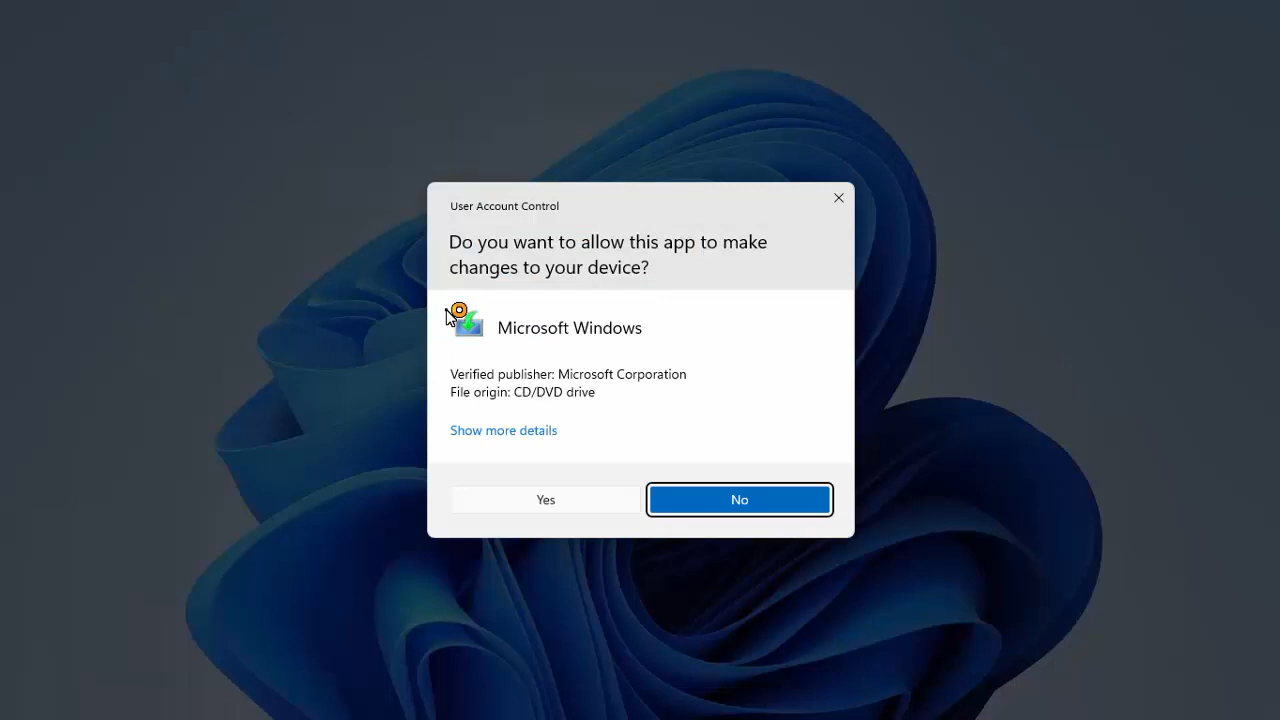 User Account Control
Do you want to allow this app to make
changes to your device?
Microsoft Windows
Verified publisher: Microsoft Corporation
File origin: CD/DVD drive
Show more details
Yes
No